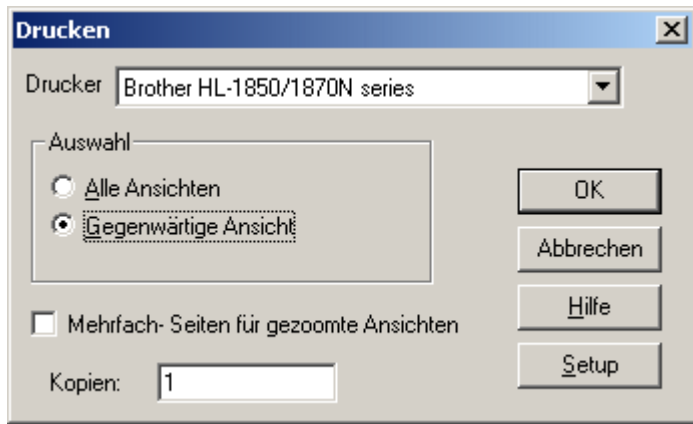 Drucken
Drucker Brother HL-1850/1870N series
Auswahl
Alle Ansichten
Gegenwärtige Ansicht
OK
Abbrechen
Hilfe
Setup
Mehrfach- Seiten für gezoomte Ansichten
Kopien: 1